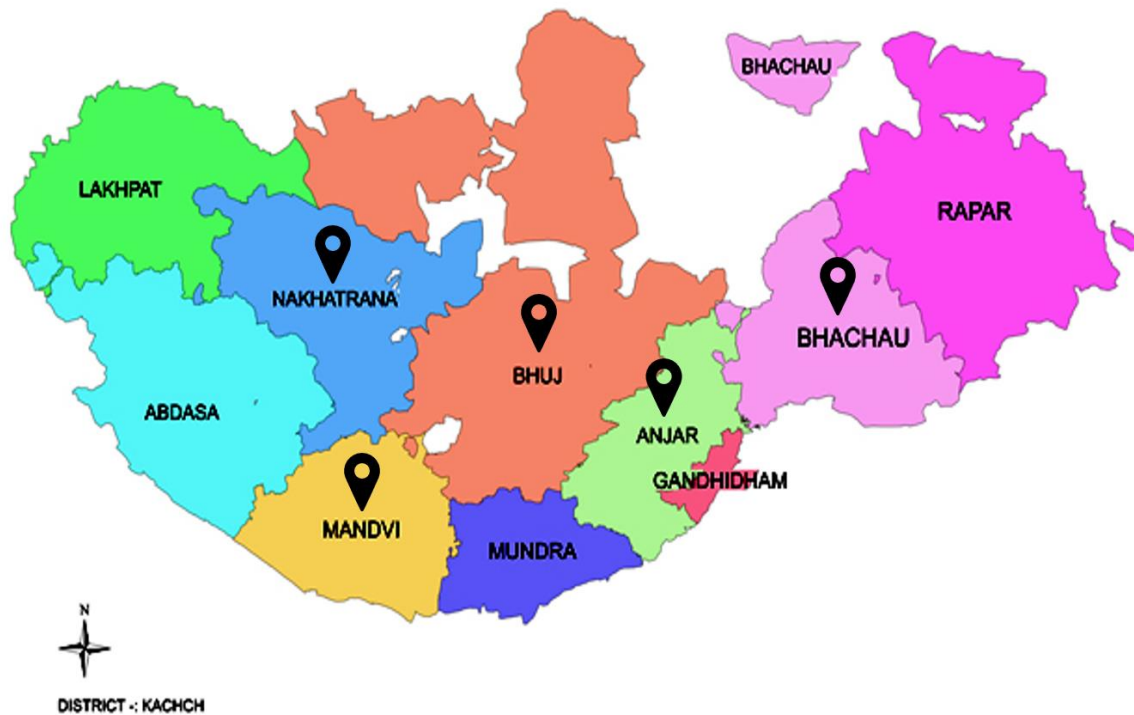 BHACHAU
LAKHPAT
RAPAR
NAKHATRANA
BHACHAU
BHUJ
ABDASA
ANJAR
GANDHIDHAM
MANDVI
MUNDRA
N
DISTRICT -: KACHCH